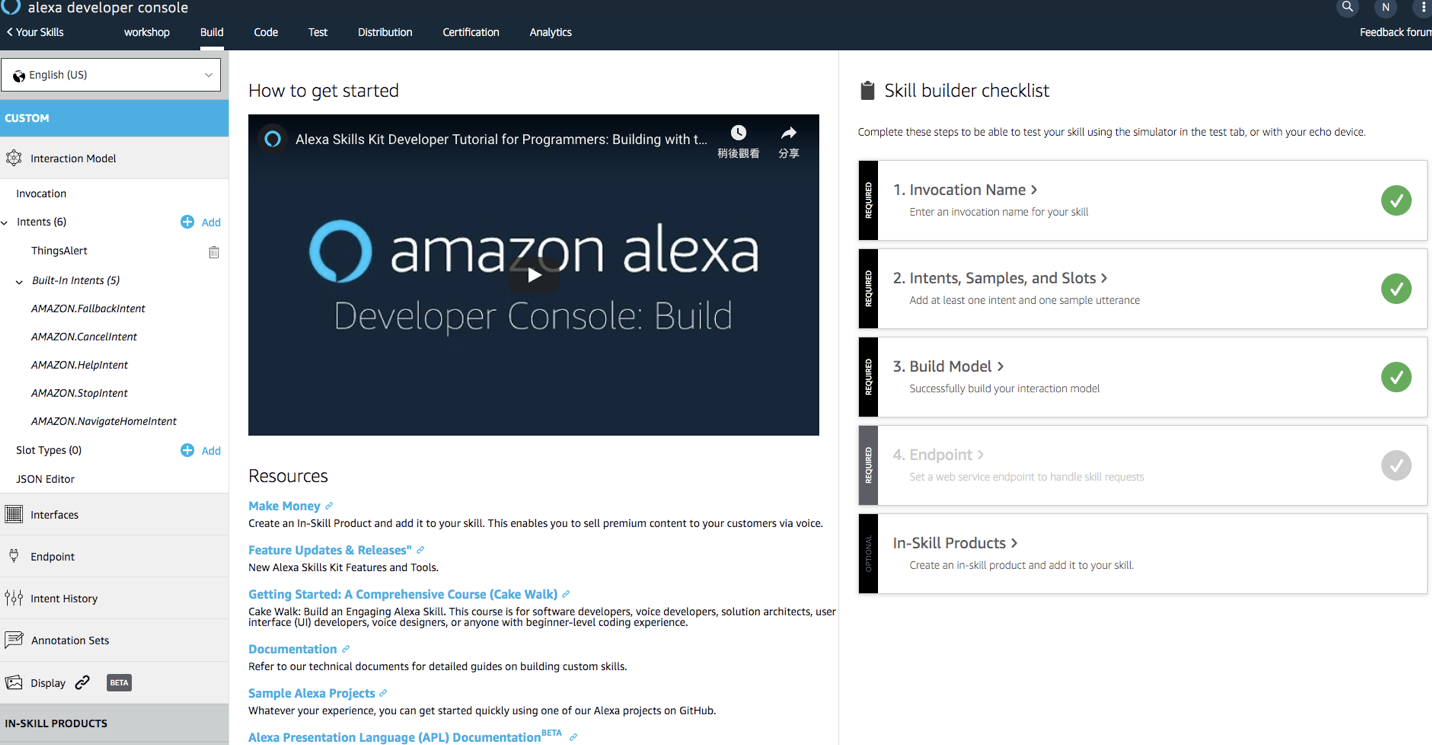 alexa developer console
N
Your Skills
workshop
Build
Code
Test
Distribution
Certification
Analytics
Feedback forum
English (US)
CUSTOM
Interaction Model
Invocation
Intents (6)
Add
ThingsAlert
Built-In Intents (5)
AMAZON.FallbackIntent
AMAZON.CancelIntent
AMAZON.HelpIntent
AMAZON.StopIntent
AMAZON.NavigateHomeIntent
Slot Types (0)
Add
JSON Editor
Interfaces
Endpoint
Intent History
Annotation Sets
Display
BETA
IN-SKILL PRODUCTS
How to get started
Alexa Skills Kit Developer Tutorial for Programmers: Building with t...
稍後觀看
分享
amazon alexa
Developer Console: Build
Resources
Make Money
Create an In-Skill Product and add it to your skill. This enables you to sell premium content to your customers via voice.
Feature Updates & Releases"
New Alexa Skills Kit Features and Tools.
Getting Started: A Comprehensive Course (Cake Walk)
Cake Walk: Build an Engaging Alexa Skill. This course is for software developers, voice developers, solution architects, user
interface (UI) developers, voice designers, or anyone with beginner-level coding experience.
Documentation
Refer to our technical documents for detailed guides on building custom skills.
Sample Alexa Projects
Whatever your experience, you can get started quickly using one of our Alexa projects on GitHub.
Alexa Presentation Language (APL) Documentation BETA
Skill builder checklist
Complete these steps to be able to test your skill using the simulator in the test tab, or with your echo device.
REQUIRED
1. Invocation Name
Enter an invocation name for your skill
REQUIRED
2. Intents, Samples, and Slots
Add at least one intent and one sample utterance
REQUIRED
3. Build Model
Successfully build your interaction model
REQUIRED
4. Endpoint
Set a web service endpoint to handle skill requests
OPTIONAL
In-Skill Products
Create an in-skill product and add it to your skill.